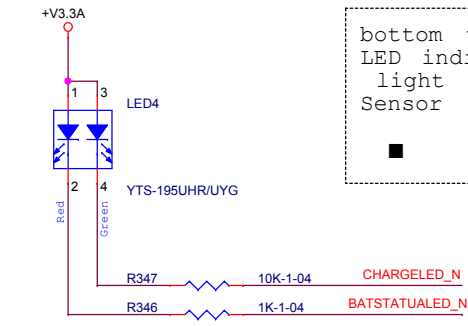 +V3.3A
bottom
LED
light
Sensor
1
3
LED4
2
4
YTS-195UHR/UYG
Red
Green
R347
10K-1-04
CHARGELED_N
R346
1K-1-04
BATSTATUALED_N